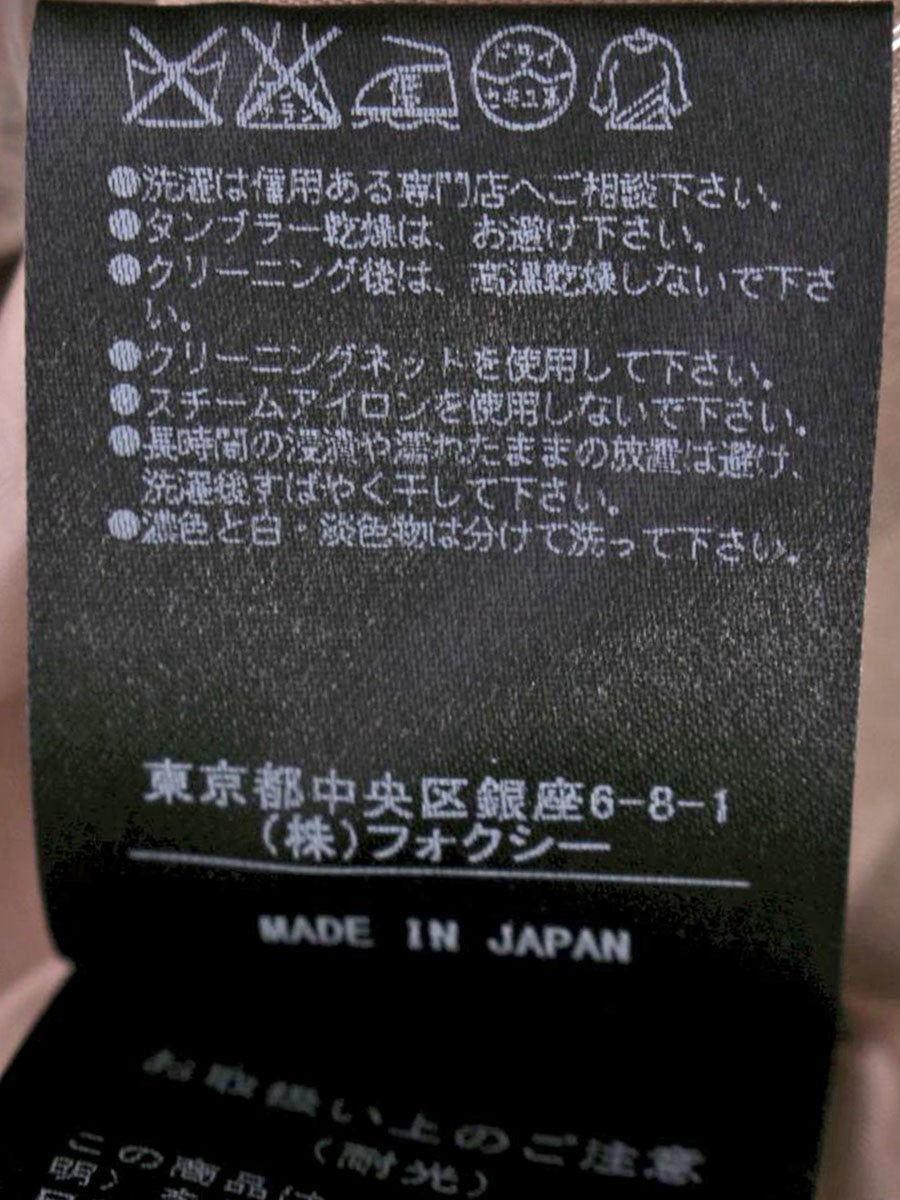 エンソ
低
ドライ
セキユ系
●洗濯は信用ある専門店へご相談下さい。
●タンブラー乾燥は、お避け下さい。
●クリーニング後は、高温乾燥しないで下さ
い。
●クリーニングネットを使用して下さい。
●スチームアイロンを使用しないで下さい。
●長時間の浸漬や濡れたままの放置は避け、
洗濯後すばやく干して下さい。
●濃色と白・淡色物は分けて洗って下さい。
東京都中央区銀座6-8-1
(株)フォクシー
MADE IN JAPAN
お取扱い上のご注意
(耐光)
この商品は
明)